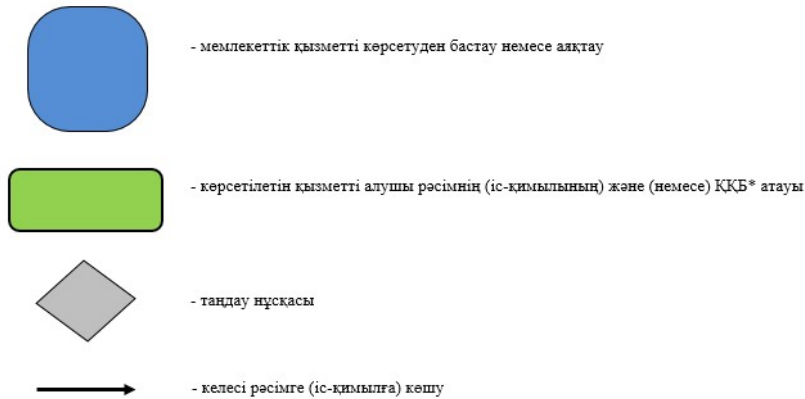 - мемлекеттік қызметті көрсетуден бастау немесе аяқтау
- көрсетілетін қызметті алушы рәсімнің (іс-қимылының) және (немесе) ҚҚБ* атауы
- таңдау нұсқасы
- келесі рәсімге (іс-қимылға) көшу